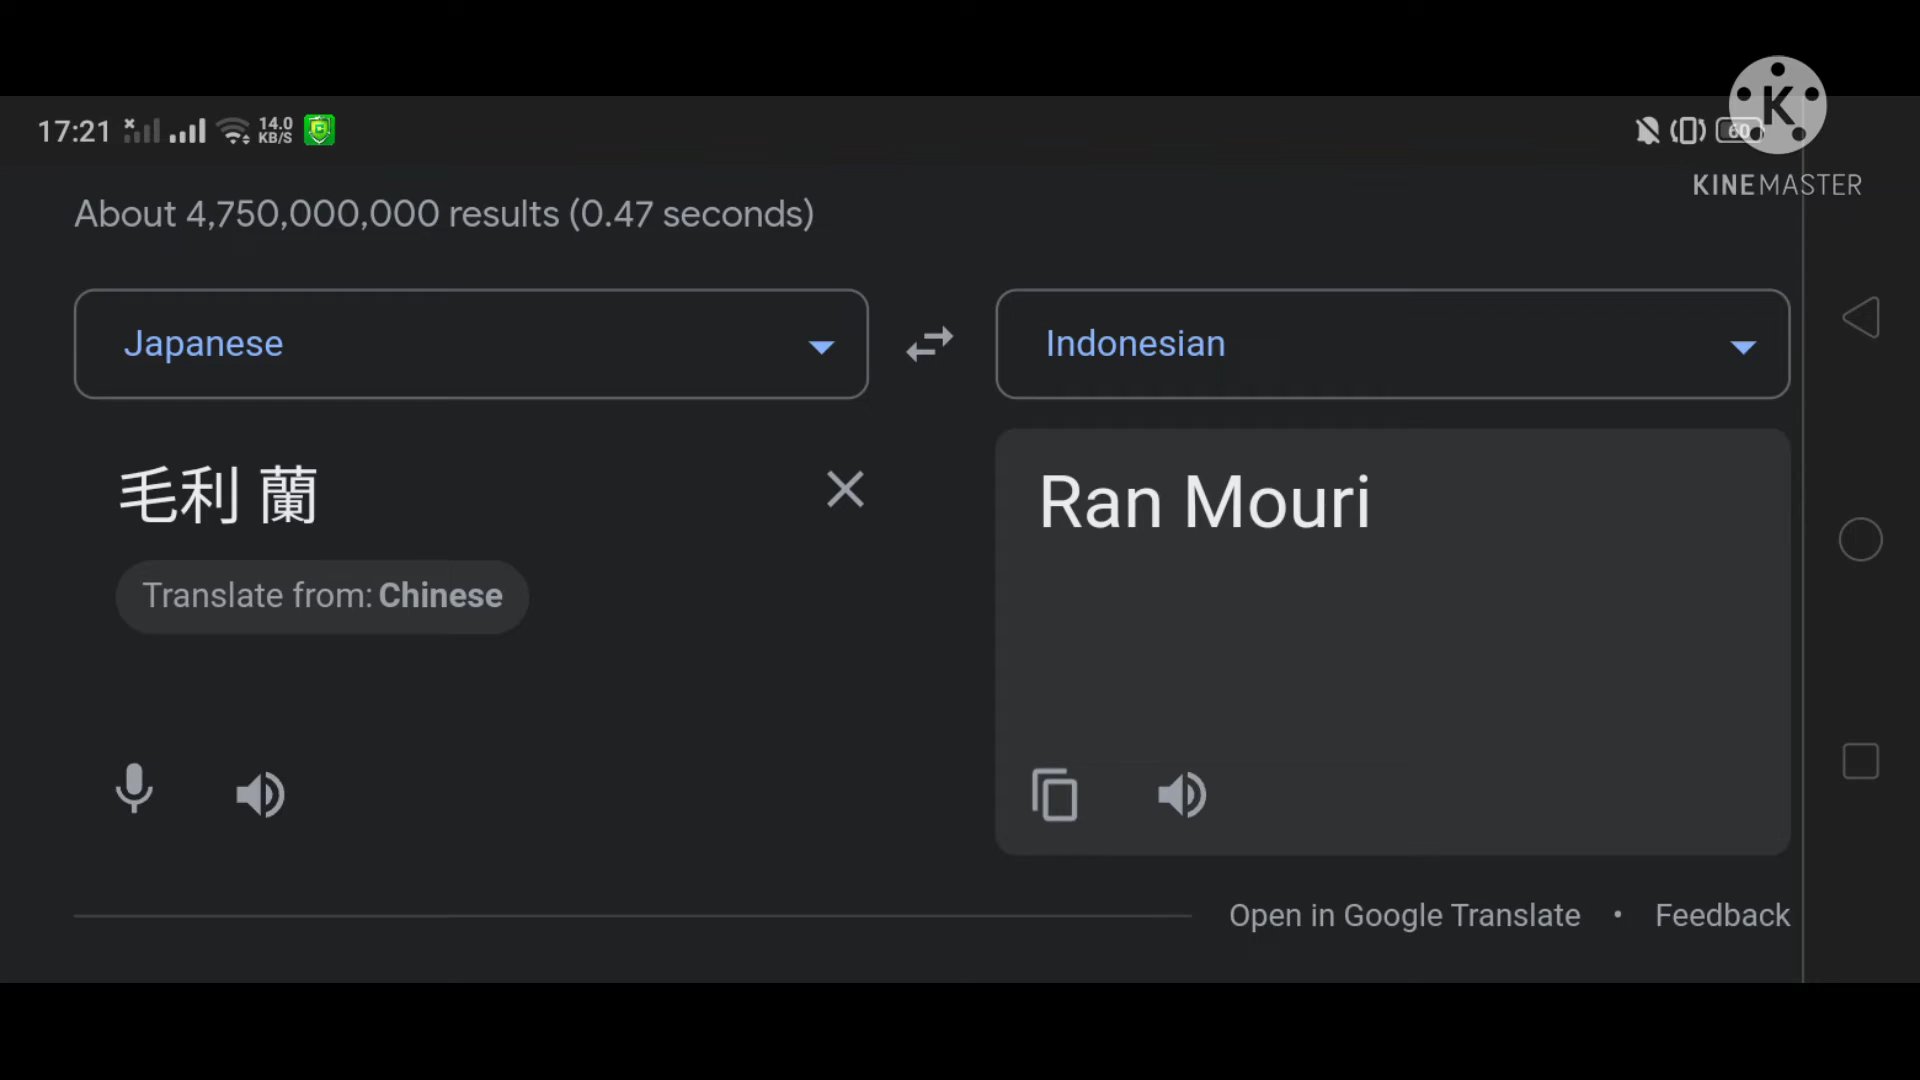 17:21
14.0
KB/S
60
K
KINEMASTER
About 4,750,000,000 results (0.47 seconds)
Japanese
Indonesian
毛利 蘭
Ran Mouri
Translate from: Chinese
Open in Google Translate • Feedback